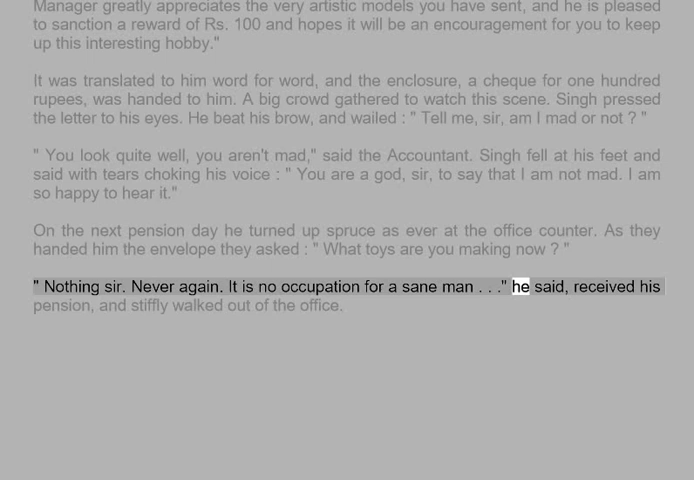 Manager greatly appreciates the very artistic models you have sent, and he is pleased
to sanction a reward of Rs. 100 and hopes it will be an encouragement for you to keep
up this interesting hobby."
It was translated to him word for word, and the enclosure, a cheque for one hundred
rupees, was handed to him. A big crowd gathered to watch this scene. Singh pressed
the letter to his eyes. He beat his brow, and wailed : " Tell me, sir, am I mad or not ? "
" You look quite well, you aren't mad," said the Accountant. Singh fell at his feet and
said with tears choking his voice : " You are a god, sir, to say that I am not mad. I am
so happy to hear it."
On the next pension day he turned up spruce as ever at the office counter. As they
handed him the envelope they asked : " What toys are you making now ? "
" Nothing sir. Never again. It is no occupation for a sane man . . ." he said, received his
pension, and stiffly walked out of the office.